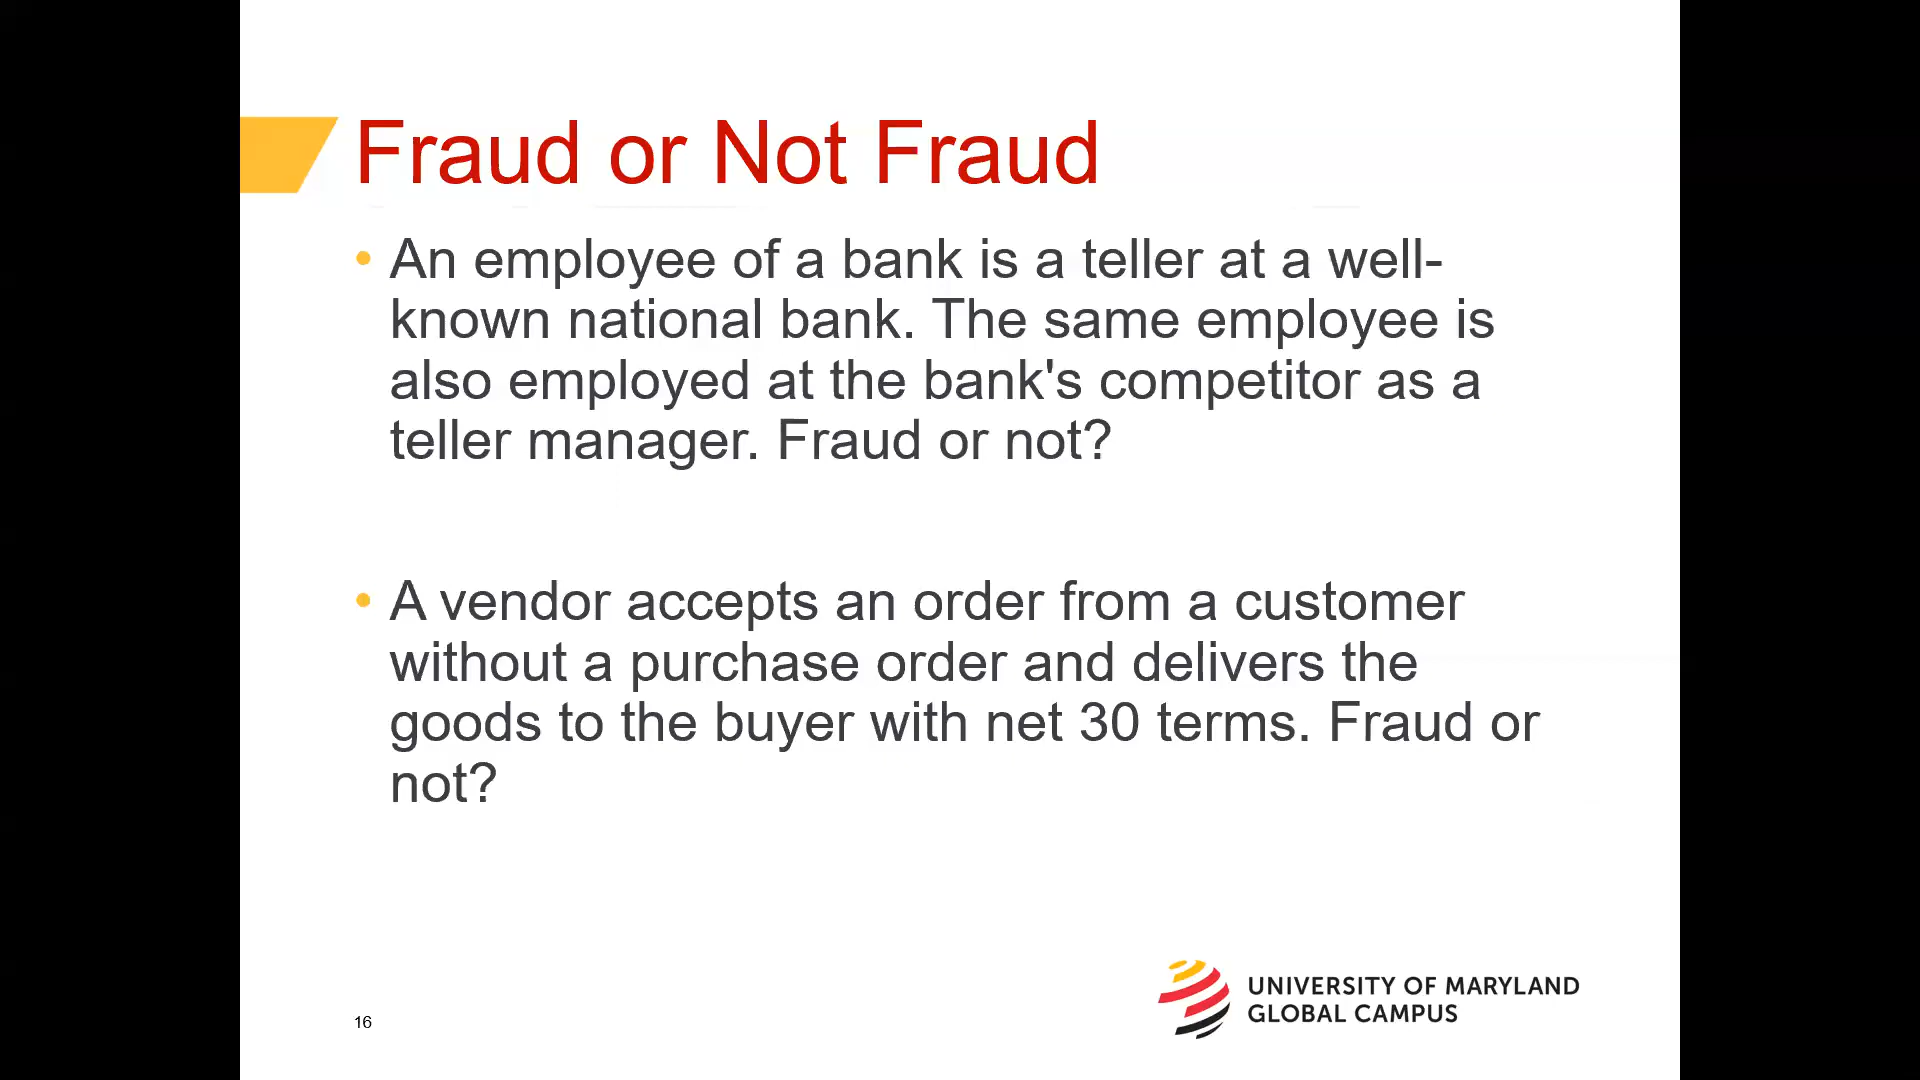 Fraud or Not Fraud
• An employee of a bank is a teller at a well-
known national bank. The same employee is
also employed at the bank's competitor as a
teller manager. Fraud or not?
• A vendor accepts an order from a customer
without a purchase order and delivers the
goods to the buyer with net 30 terms. Fraud or
not?
UNIVERSITY OF MARYLAND
GLOBAL CAMPUS
16